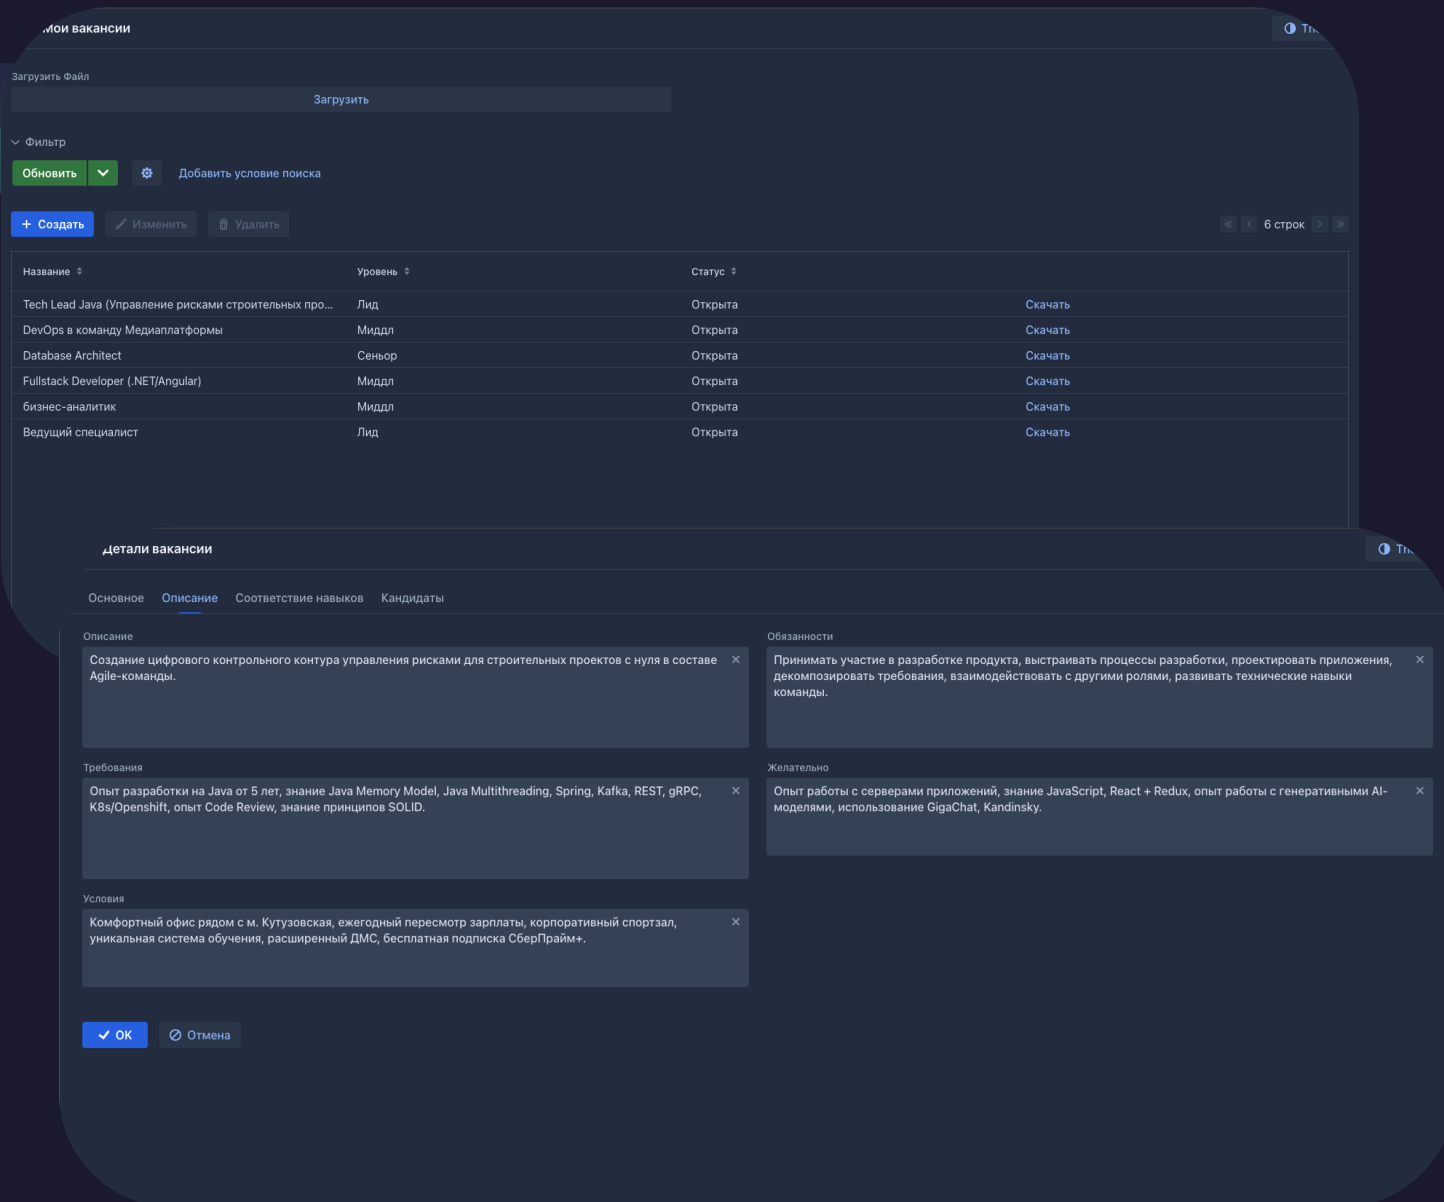 Мои вакансии
Загрузить Файл
Загрузить
Фильтр
Обновить
Добавить условие поиска
Создать Изменить Удалить 6 строк
Название Уровень Статус
Tech Lead Java (Управление рисками строительных про... Лид Открыта Скачать
DevOps в команду Медиаплатформы Миддл Открыта Скачать
Database Architect Сеньор Открыта Скачать
Fullstack Developer (.NET/Angular) Миддл Открыта Скачать
бизнес-аналитик Миддл Открыта Скачать
Ведущий специалист Лид Открыта Скачать
Детали вакансии
Основное Описание Соответствие навыков Кандидаты
Описание
Создание цифрового контрольного контура управления рисками для строительных проектов с нуля в составе
Agile-команды.
Обязанности
Принимать участие в разработке продукта, выстраивать процессы разработки, проектировать приложения,
декомпозировать требования, взаимодействовать с другими ролями, развивать технические навыки
команды.
Требования
Опыт разработки на Java от 5 лет, знание Java Memory Model, Java Multithreading, Spring, Kafka, REST, gRPC,
K8s/Openshift, опыт Code Review, знание принципов SOLID.
Желательно
Опыт работы с серверами приложений, знание JavaScript, React + Redux, опыт работы с генеративными AI-
моделями, использование GigaChat, Kandinsky.
Условия
Комфортный офис рядом с м. Кутузовская, ежегодный пересмотр зарплаты, корпоративный спортзал,
уникальная система обучения, расширенный ДМС, бесплатная подписка СберПрайм+.
OK Отмена